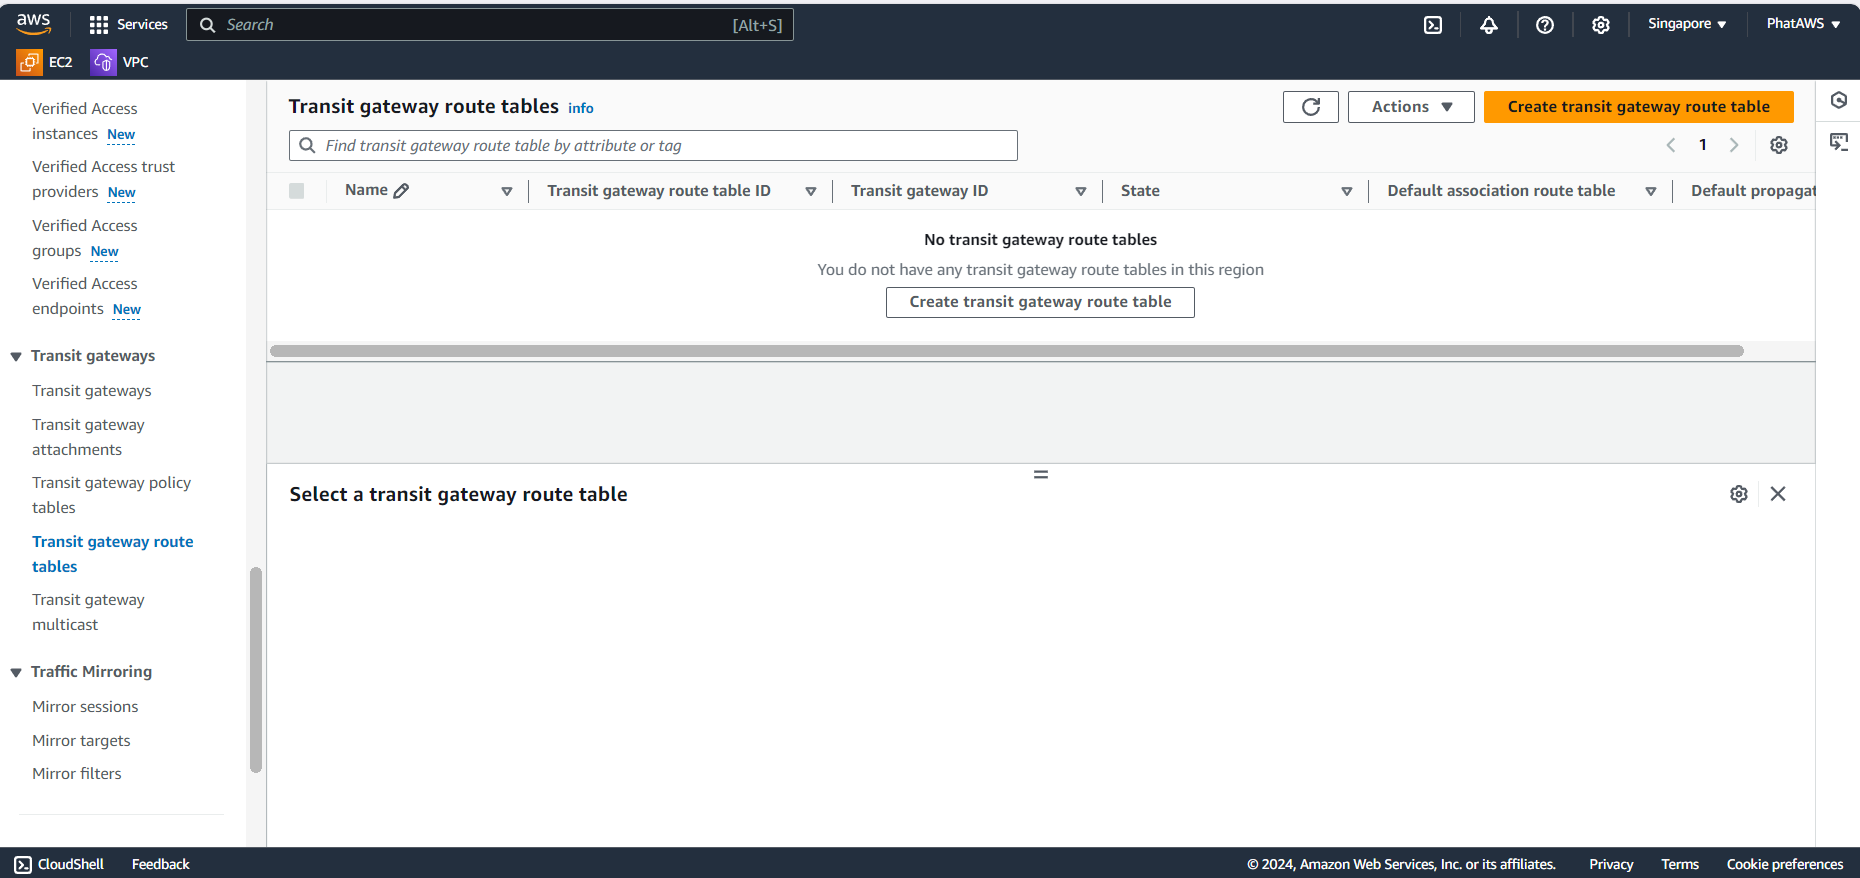 aws
Services
Search
[Alt+S]
Singapore
PhatAWS
EC2
VPC
Verified Access
instances New
Verified Access trust
providers New
Verified Access
groups New
Verified Access
endpoints New
Transit gateways
Transit gateways
Transit gateway
attachments
Transit gateway policy
tables
Transit gateway route
tables
Transit gateway
multicast
Traffic Mirroring
Mirror sessions
Mirror targets
Mirror filters
Transit gateway route tables info
Actions
Create transit gateway route table
Find transit gateway route table by attribute or tag
1
Name
Transit gateway route table ID
Transit gateway ID
State
Default association route table
Default propagat
No transit gateway route tables
You do not have any transit gateway route tables in this region
Create transit gateway route table
Select a transit gateway route table
CloudShell
Feedback
© 2024, Amazon Web Services, Inc. or its affiliates.
Privacy
Terms
Cookie preferences